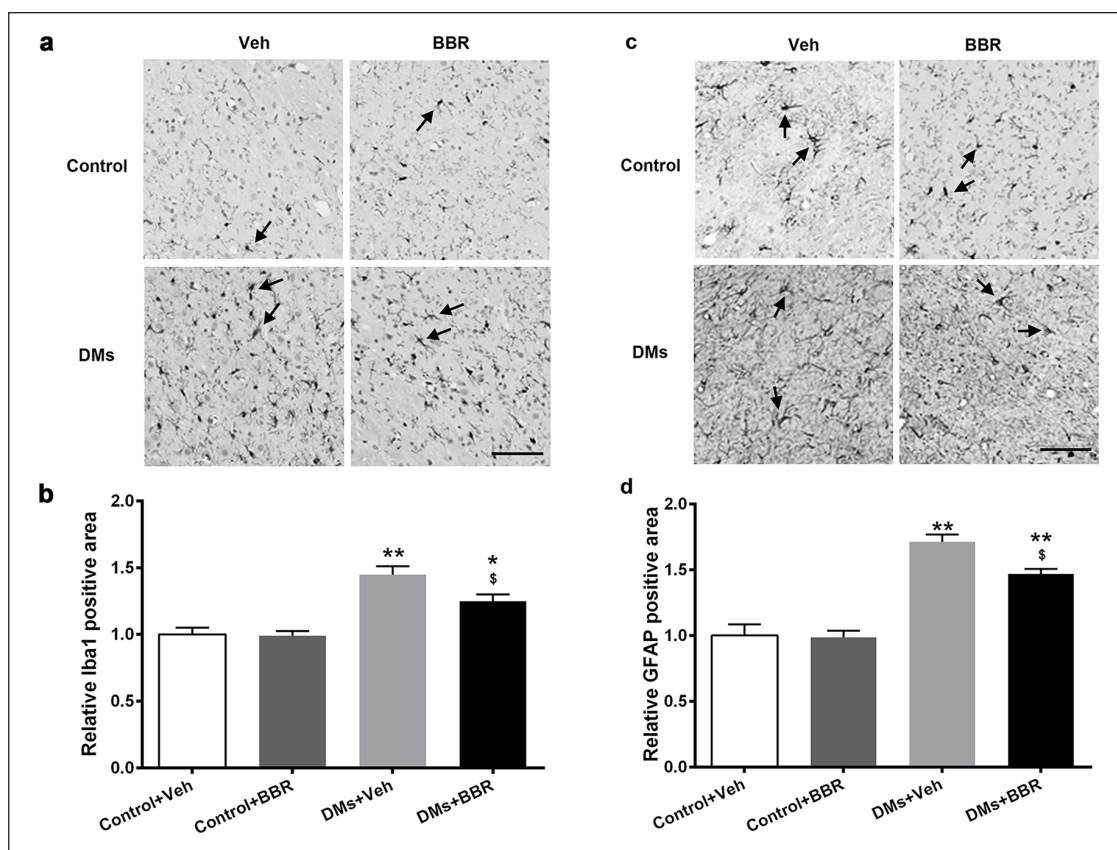 a
Veh BBR
Control
DMs
c
Veh BBR
Control
DMs
b
Relative Iba1 positive area
2.0
1.5
1.0
0.5
0.0
**
*
$
Control+Veh
Control+BBR
DMs+Veh
DMs+BBR
d
Relative GFAP positive area
2.0
1.5
1.0
0.5
0.0
**
**
$
Control+Veh
Control+BBR
DMs+Veh
DMs+BBR